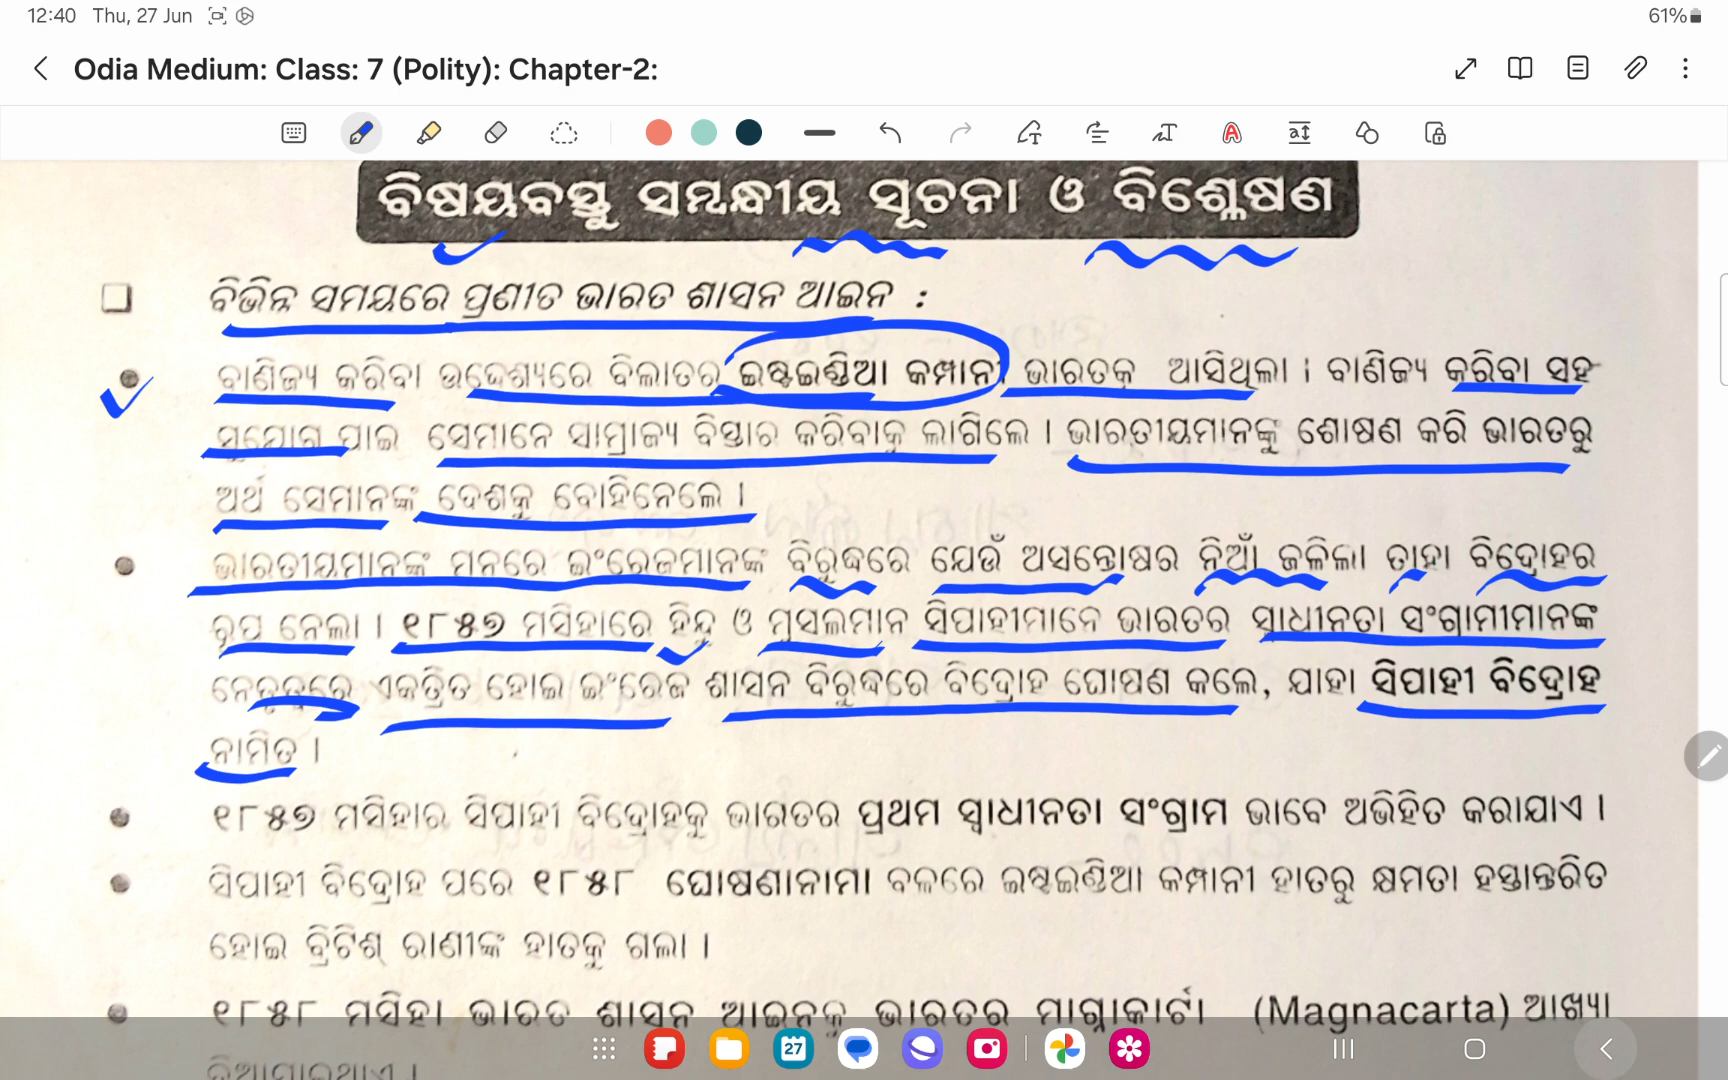 12:40 Thu, 27 Jun 61%
Odia Medium: Class: 7 (Polity): Chapter-2:
ବିଷୟବସ୍ତୁ ସମ୍ବନ୍ଧୀୟ ସୂଚନା ଓ ବିଶ୍ଳେଷଣ
ବିଭିନ୍ନ ସମୟରେ ପ୍ରଣୀତ ଭାରତ ଶାସନ ଆଇନ :
ବାଣିଜ୍ୟ କରିବା ଉଦ୍ଦେଶ୍ୟରେ ବିଲାତର ଇଷ୍ଟଇଣ୍ଡିଆ କମ୍ପାନୀ ଭାରତକୁ ଆସିଥିଲା । ବାଣିଜ୍ୟ କରିବା ସହ
ସୁଯୋଗ ପାଇ ସେମାନେ ସାମ୍ରାଜ୍ୟ ବିସ୍ତାର କରିବାକୁ ଲାଗିଲେ । ଭାରତୀୟମାନଙ୍କୁ ଶୋଷଣ କରି ଭାରତରୁ
ଅର୍ଥ ସେମାନଙ୍କ ଦେଶକୁ ବୋହିନେଲେ ।
ଭାରତୀୟମାନଙ୍କ ମନରେ ଇଂରେଜମାନଙ୍କ ବିରୁଦ୍ଧରେ ଯେଉଁ ଅସନ୍ତୋଷର ନିଆଁ ଜଳିଲା ତାହା ବିଦ୍ରୋହର
ରୂପ ନେଲା । ୧୮୫୭ ମସିହାରେ ହିନ୍ଦୁ ଓ ମୁସଲମାନ ସିପାହୀମାନେ ଭାରତର ସ୍ଵାଧୀନତା ସଂଗ୍ରାମୀମାନଙ୍କ
ନେତୃତ୍ଵରେ ଏକତ୍ରିତ ହୋଇ ଇଂରେଜ ଶାସନ ବିରୁଦ୍ଧରେ ବିଦ୍ରୋହ ଘୋଷଣା କଲେ, ଯାହା ସିପାହୀ ବିଦ୍ରୋହ
ନାମିତ ।
୧୮୫୭ ମସିହାର ସିପାହୀ ବିଦ୍ରୋହକୁ ଭାରତର ପ୍ରଥମ ସ୍ଵାଧୀନତା ସଂଗ୍ରାମ ଭାବେ ଅଭିହିତ କରାଯାଏ ।
ସିପାହୀ ବିଦ୍ରୋହ ପରେ ୧୮୫୮ ଘୋଷଣାନାମା ବଳରେ ଇଷ୍ଟଇଣ୍ଡିଆ କମ୍ପାନୀ ହାତରୁ କ୍ଷମତା ହସ୍ତାନ୍ତରିତ
ହୋଇ ବ୍ରିଟିଶ୍ ରାଣୀଙ୍କ ହାତକୁ ଗଲା ।
୧୮୫୮ ମସିହା ଭାରତ ଶାସନ ଆଇନକୁ ଭାରତର ମାଗ୍ନାକାର୍ଟା (Magnacarta) ଆଖ୍ୟା
27